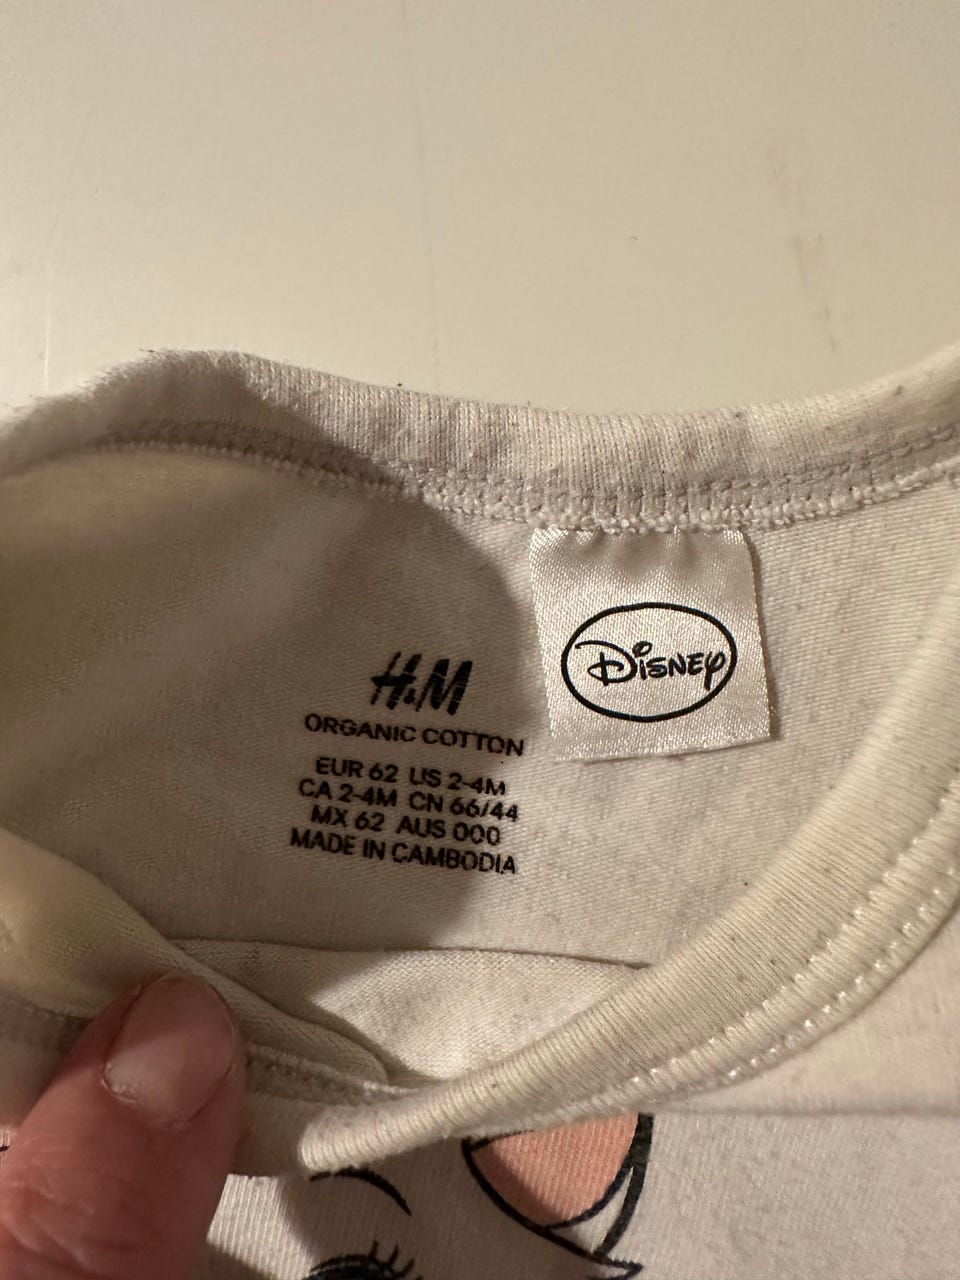 H&M
ORGANIC COTTON
EUR 62 US 2-4M
CA 2-4M CN 66/44
MX 62 AUS 000
MADE IN CAMBODIA
Disney